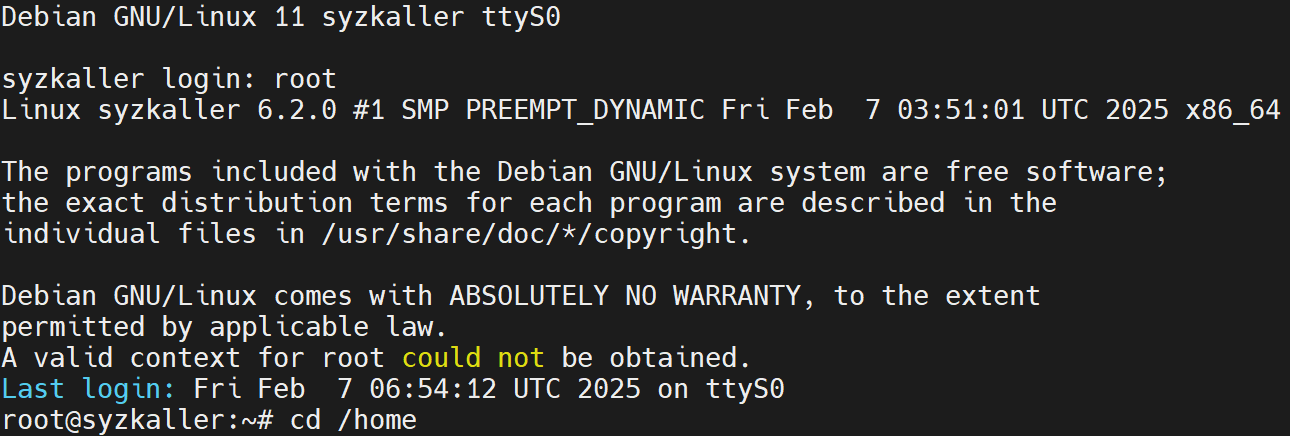 Debian GNU/Linux 11 syzkaller ttyS0
syzkaller login: root
Linux syzkaller 6.2.0 #1 SMP PREEMPT_DYNAMIC Fri Feb  7 03:51:01 UTC 2025 x86_64
The programs included with the Debian GNU/Linux system are free software;
the exact distribution terms for each program are described in the
individual files in /usr/share/doc/*/copyright.
Debian GNU/Linux comes with ABSOLUTELY NO WARRANTY, to the extent
permitted by applicable law.
A valid context for root could not be obtained.
Last login: Fri Feb  7 06:54:12 UTC 2025 on ttyS0
root@syzkaller:~# cd /home